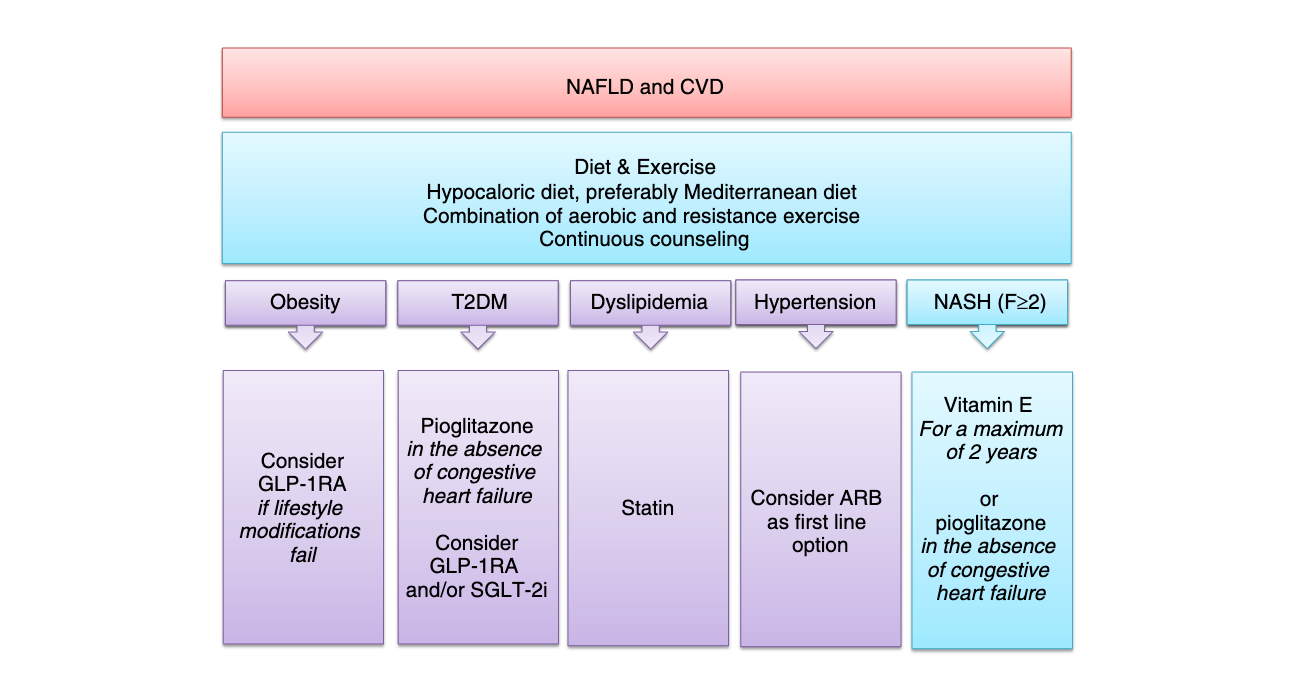 NAFLD and CVD
Diet & Exercise
Hypocaloric diet, preferably Mediterranean diet
Combination of aerobic and resistance exercise
Continuous counseling
Obesity
T2DM
Dyslipidemia
Hypertension
NASH (F≥2)
Consider
GLP-1RA
if lifestyle
modifications
fail
Pioglitazone
in the absence
of congestive
heart failure
Consider
GLP-1RA
and/or SGLT-2i
Statin
Consider ARB
as first line
option
Vitamin E
For a maximum
of 2 years
or
pioglitazone
in the absence
of congestive
heart failure